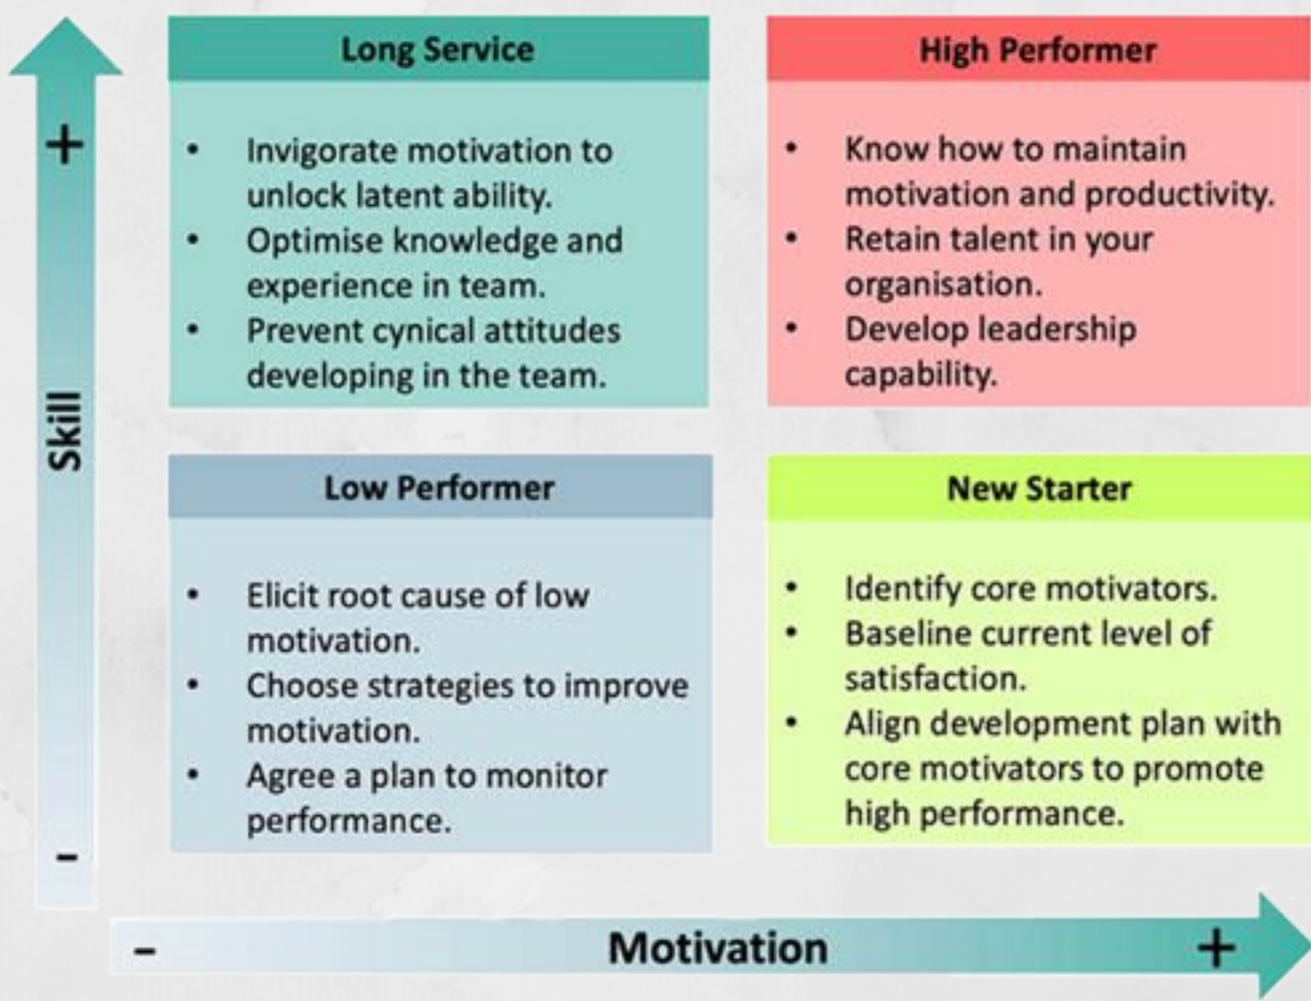 Long Service
• Invigorate motivation to
unlock latent ability.
• Optimise knowledge and
experience in team.
• Prevent cynical attitudes
developing in the team.
High Performer
• Know how to maintain
motivation and productivity.
• Retain talent in your
organisation.
• Develop leadership
capability.
+
Skill
-
Low Performer
• Elicit root cause of low
motivation.
• Choose strategies to improve
motivation.
• Agree a plan to monitor
performance.
New Starter
• Identify core motivators.
• Baseline current level of
satisfaction.
• Align development plan with
core motivators to promote
high performance.
- Motivation +